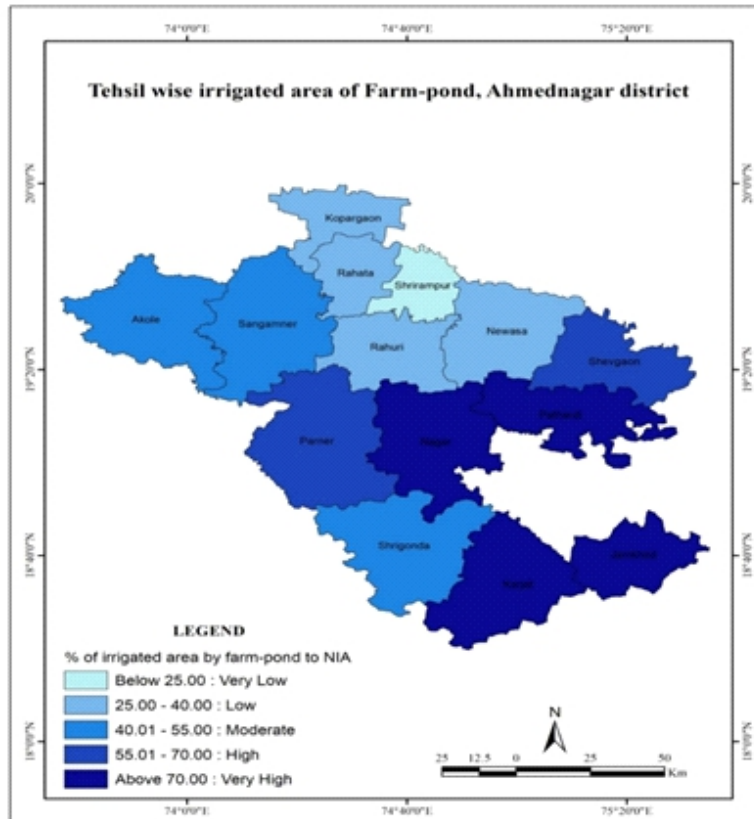 74°0'0"E 74°40'0"E 75°20'0"E
Tehsil wise irrigated area of Farm-pond, Ahmednagar district
20°0'0"N 20°0'0"N
Kopargaon
Rahata
Shrirampur
Akole
Sangamner
Newasa
Rahuri
Shevgaon
19°20'0"N 19°20'0"N
Pathardi
Parner
Nagar
Shrigonda
18°40'0"N 18°40'0"N
Jamkhed
Karjat
LEGEND
% of irrigated area by farm-pond to NIA
Below 25.00 : Very Low
25.00 - 40.00 : Low
40.01 - 55.00 : Moderate
55.01 - 70.00 : High
Above 70.00 : Very High
N
18°0'0"N 18°0'0"N
25 12.5 0 25 50
Km
74°0'0"E 74°40'0"E 75°20'0"E